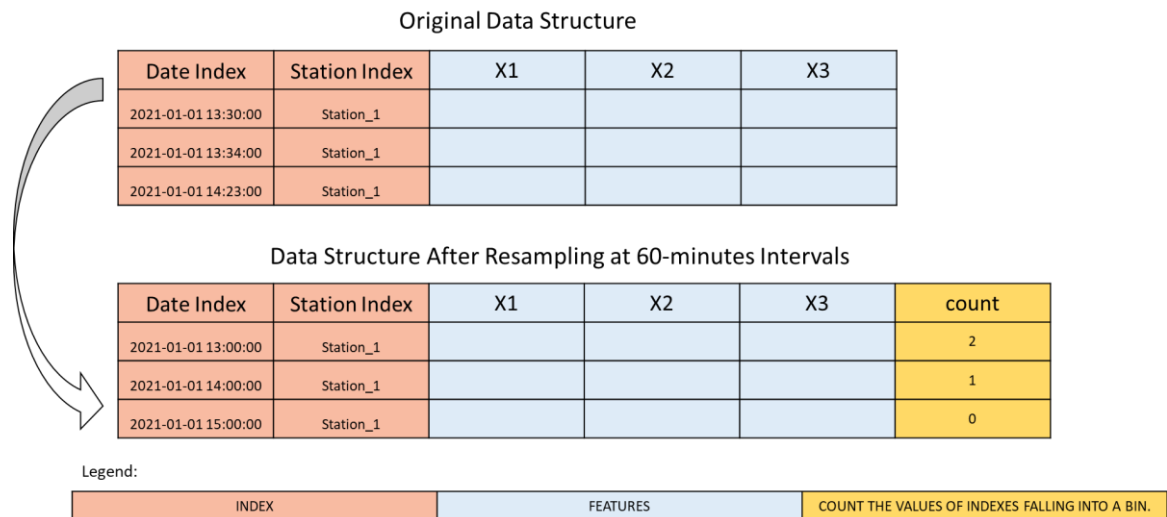 Original Data Structure
Date Index Station Index X1 X2 X3
2021-01-01 13:30:00 Station_1
2021-01-01 13:34:00 Station_1
2021-01-01 14:23:00 Station_1
Data Structure After Resampling at 60-minutes Intervals
Date Index Station Index X1 X2 X3 count
2021-01-01 13:00:00 Station_1 2
2021-01-01 14:00:00 Station_1 1
2021-01-01 15:00:00 Station_1 0
Legend:
INDEX FEATURES COUNT THE VALUES OF INDEXES FALLING INTO A BIN.